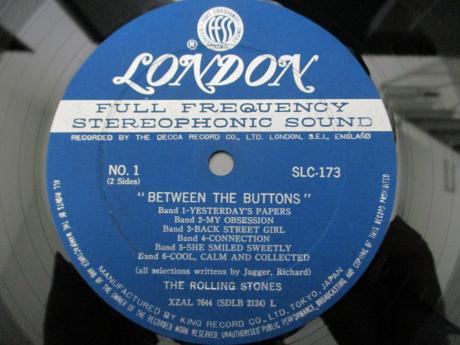 FULL FREQUENCY STEREOPHONIC
®LONDON
FULL FREQUENCY
STEREOPHONIC SOUND
RECORDED BY THE DECCA RECORD CO., LTD. LONDON, S.E.I., ENGLAND
NO. 1
(2 Sides)
SLC-173
"BETWEEN THE BUTTONS"
Band 1-YESTERDAY'S PAPERS
Band 2-MY OBSESSION
Band 3-BACK STREET GIRL
Band 4-CONNECTION
Band 5-SHE SMILED SWEETLY
Band 6-COOL, CALM AND COLLECTED
(all selections writtens by Jagger, Richard)
THE ROLLING STONES
XZAL 7644 (SDLB 2124) L
MANUFACTURED BY KING RECORD CO., LTD. TOKYO, JAPAN
ALL RIGHTS OF THE MANUFACTURER AND OF THE OWNER OF THE RECORDED WORK RESERVED, UNAUTHORISED PUBLIC PERFORMANCE, BROADCASTING AND COPYING OF THIS RECORD PROHIBITED